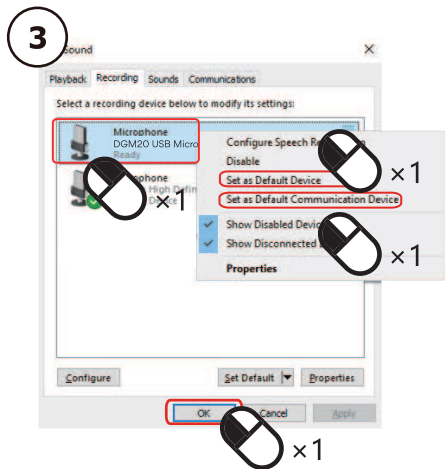 3
Sound
Playback Recording Sounds Communications
Select a recording device below to modify its settings:
Microphone
DGM20 USB Micro
Ready
Configure Speech
Disable
×1
Set as Default Device
Set as Default Communication Device
×1
High Defin
Show Disabled
Show Disconnected
×1
Properties
Configure
Set Default
Properties
OK
Cancel
Apply
×1